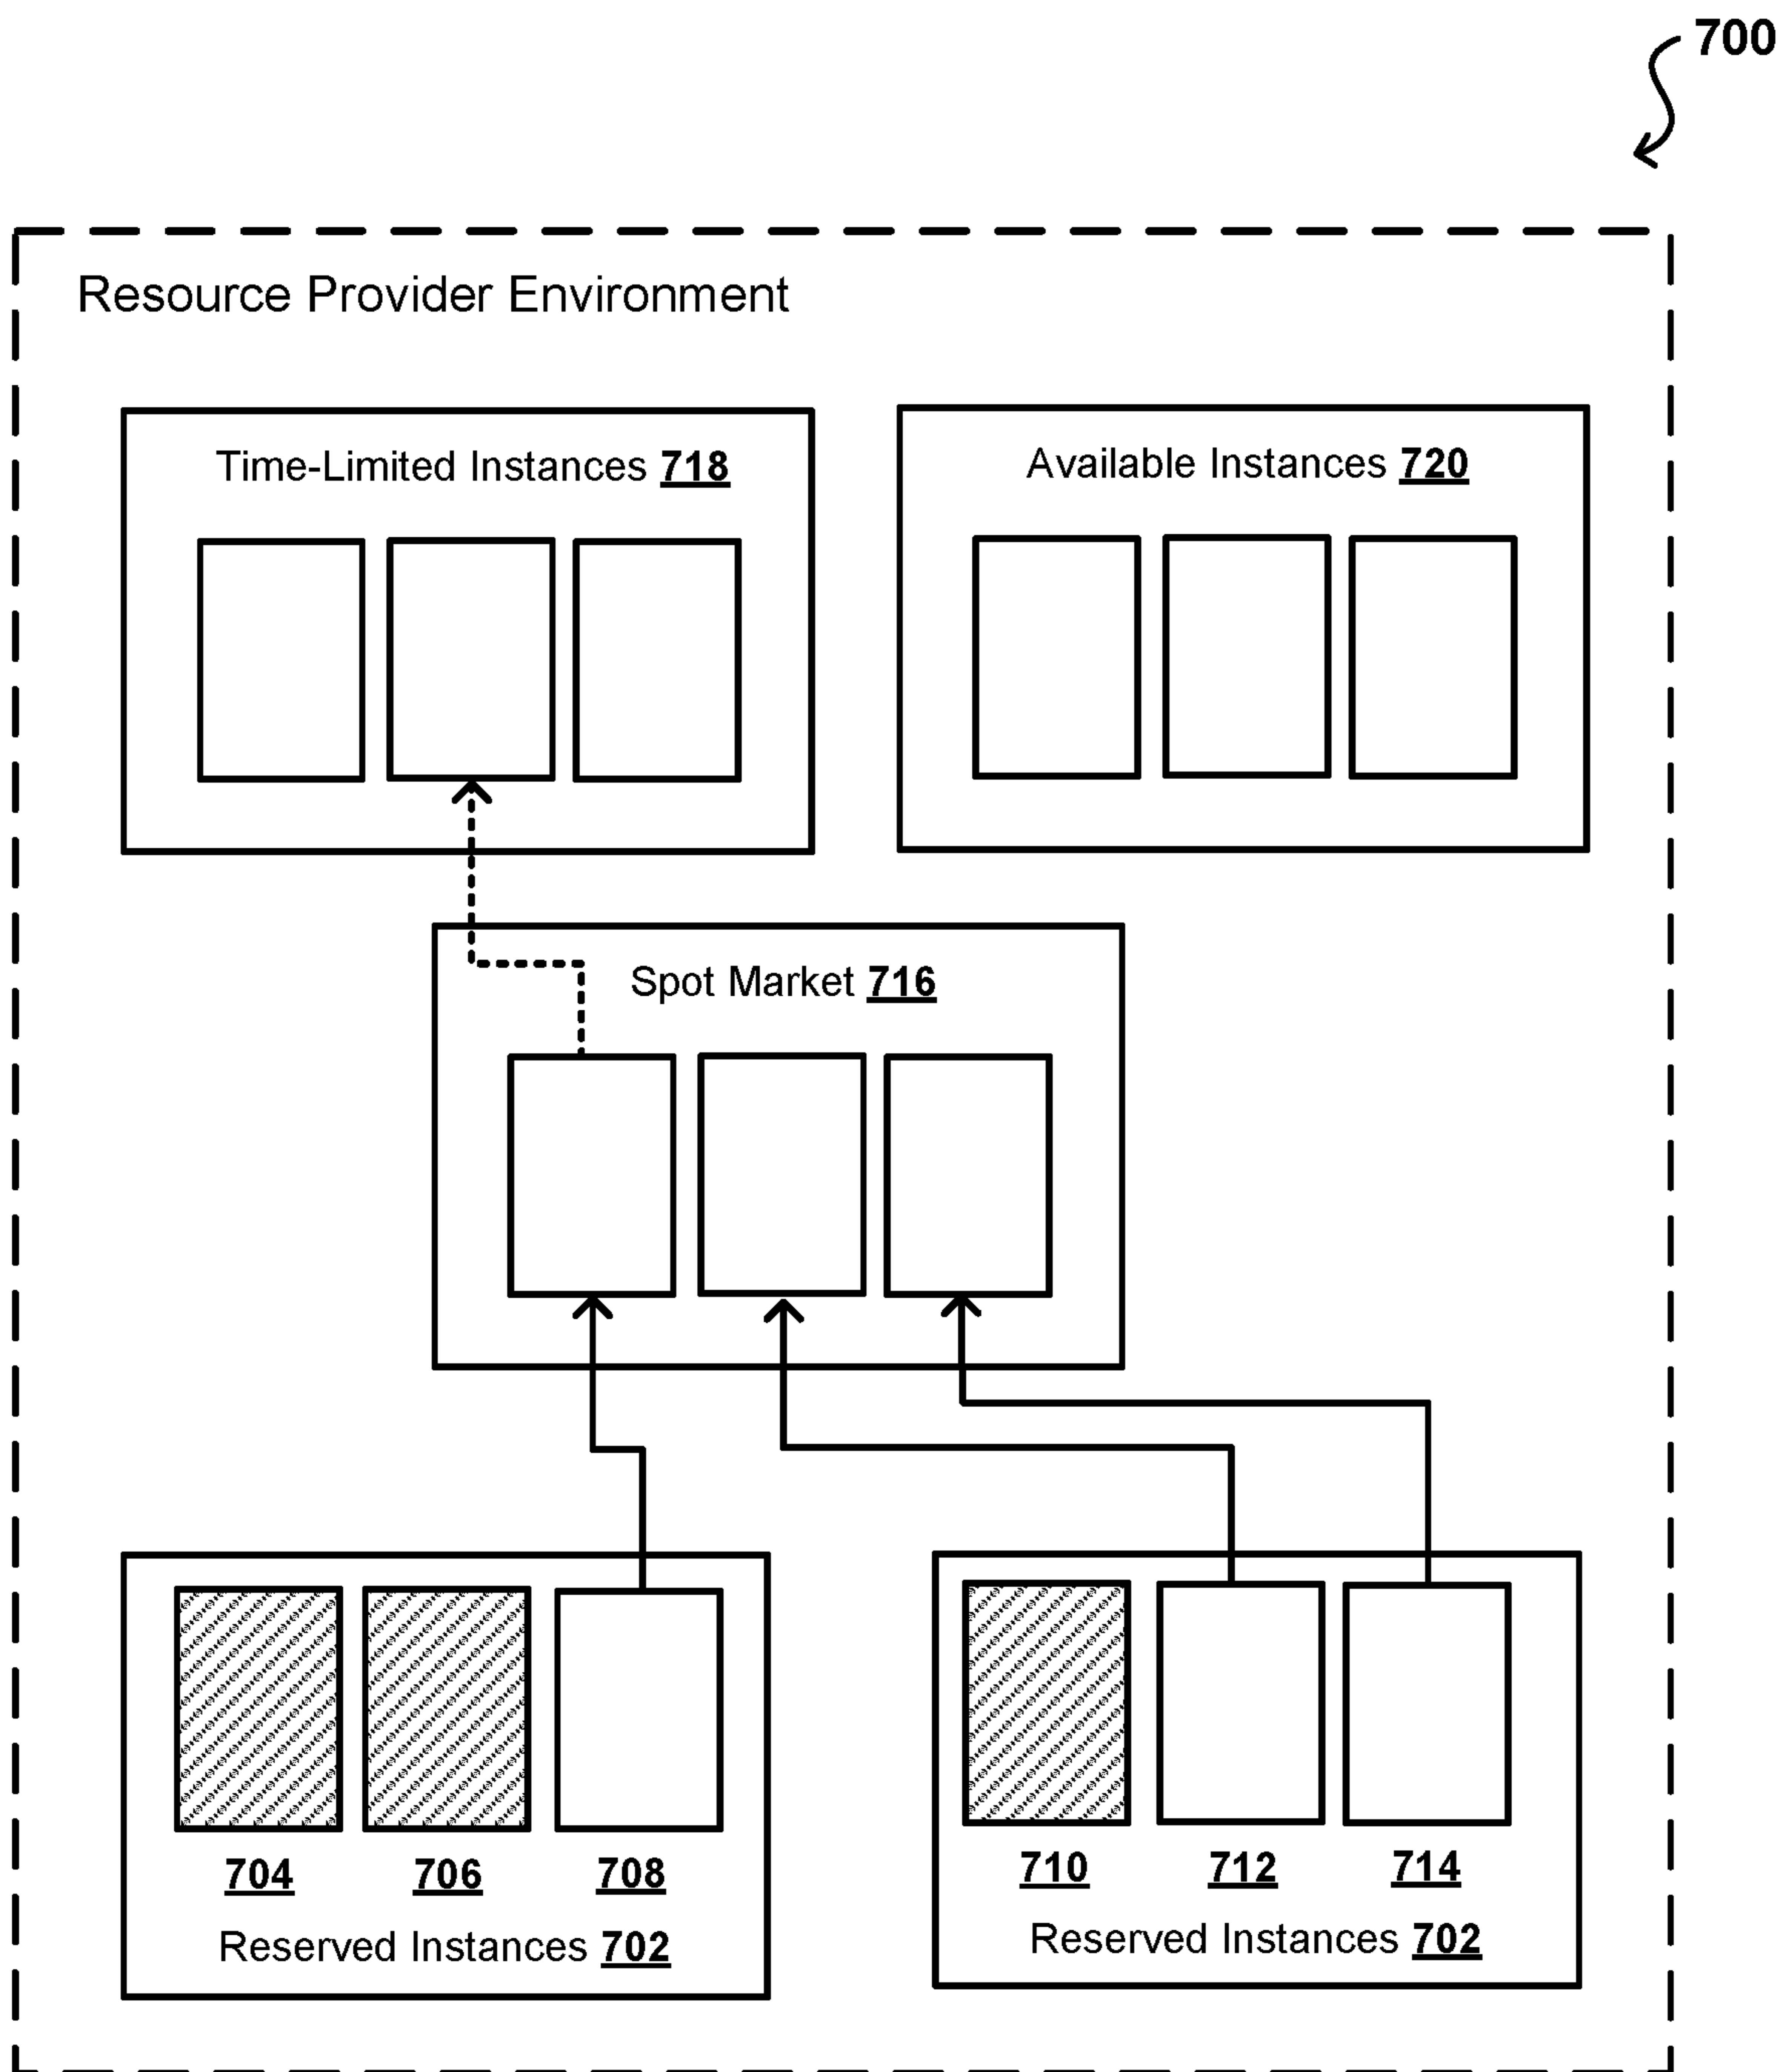 700
Resource Provider Environment
Time-Limited Instances 718
Available Instances 720
Spot Market 716
704 706 708
Reserved Instances 702
710 712 714
Reserved Instances 702